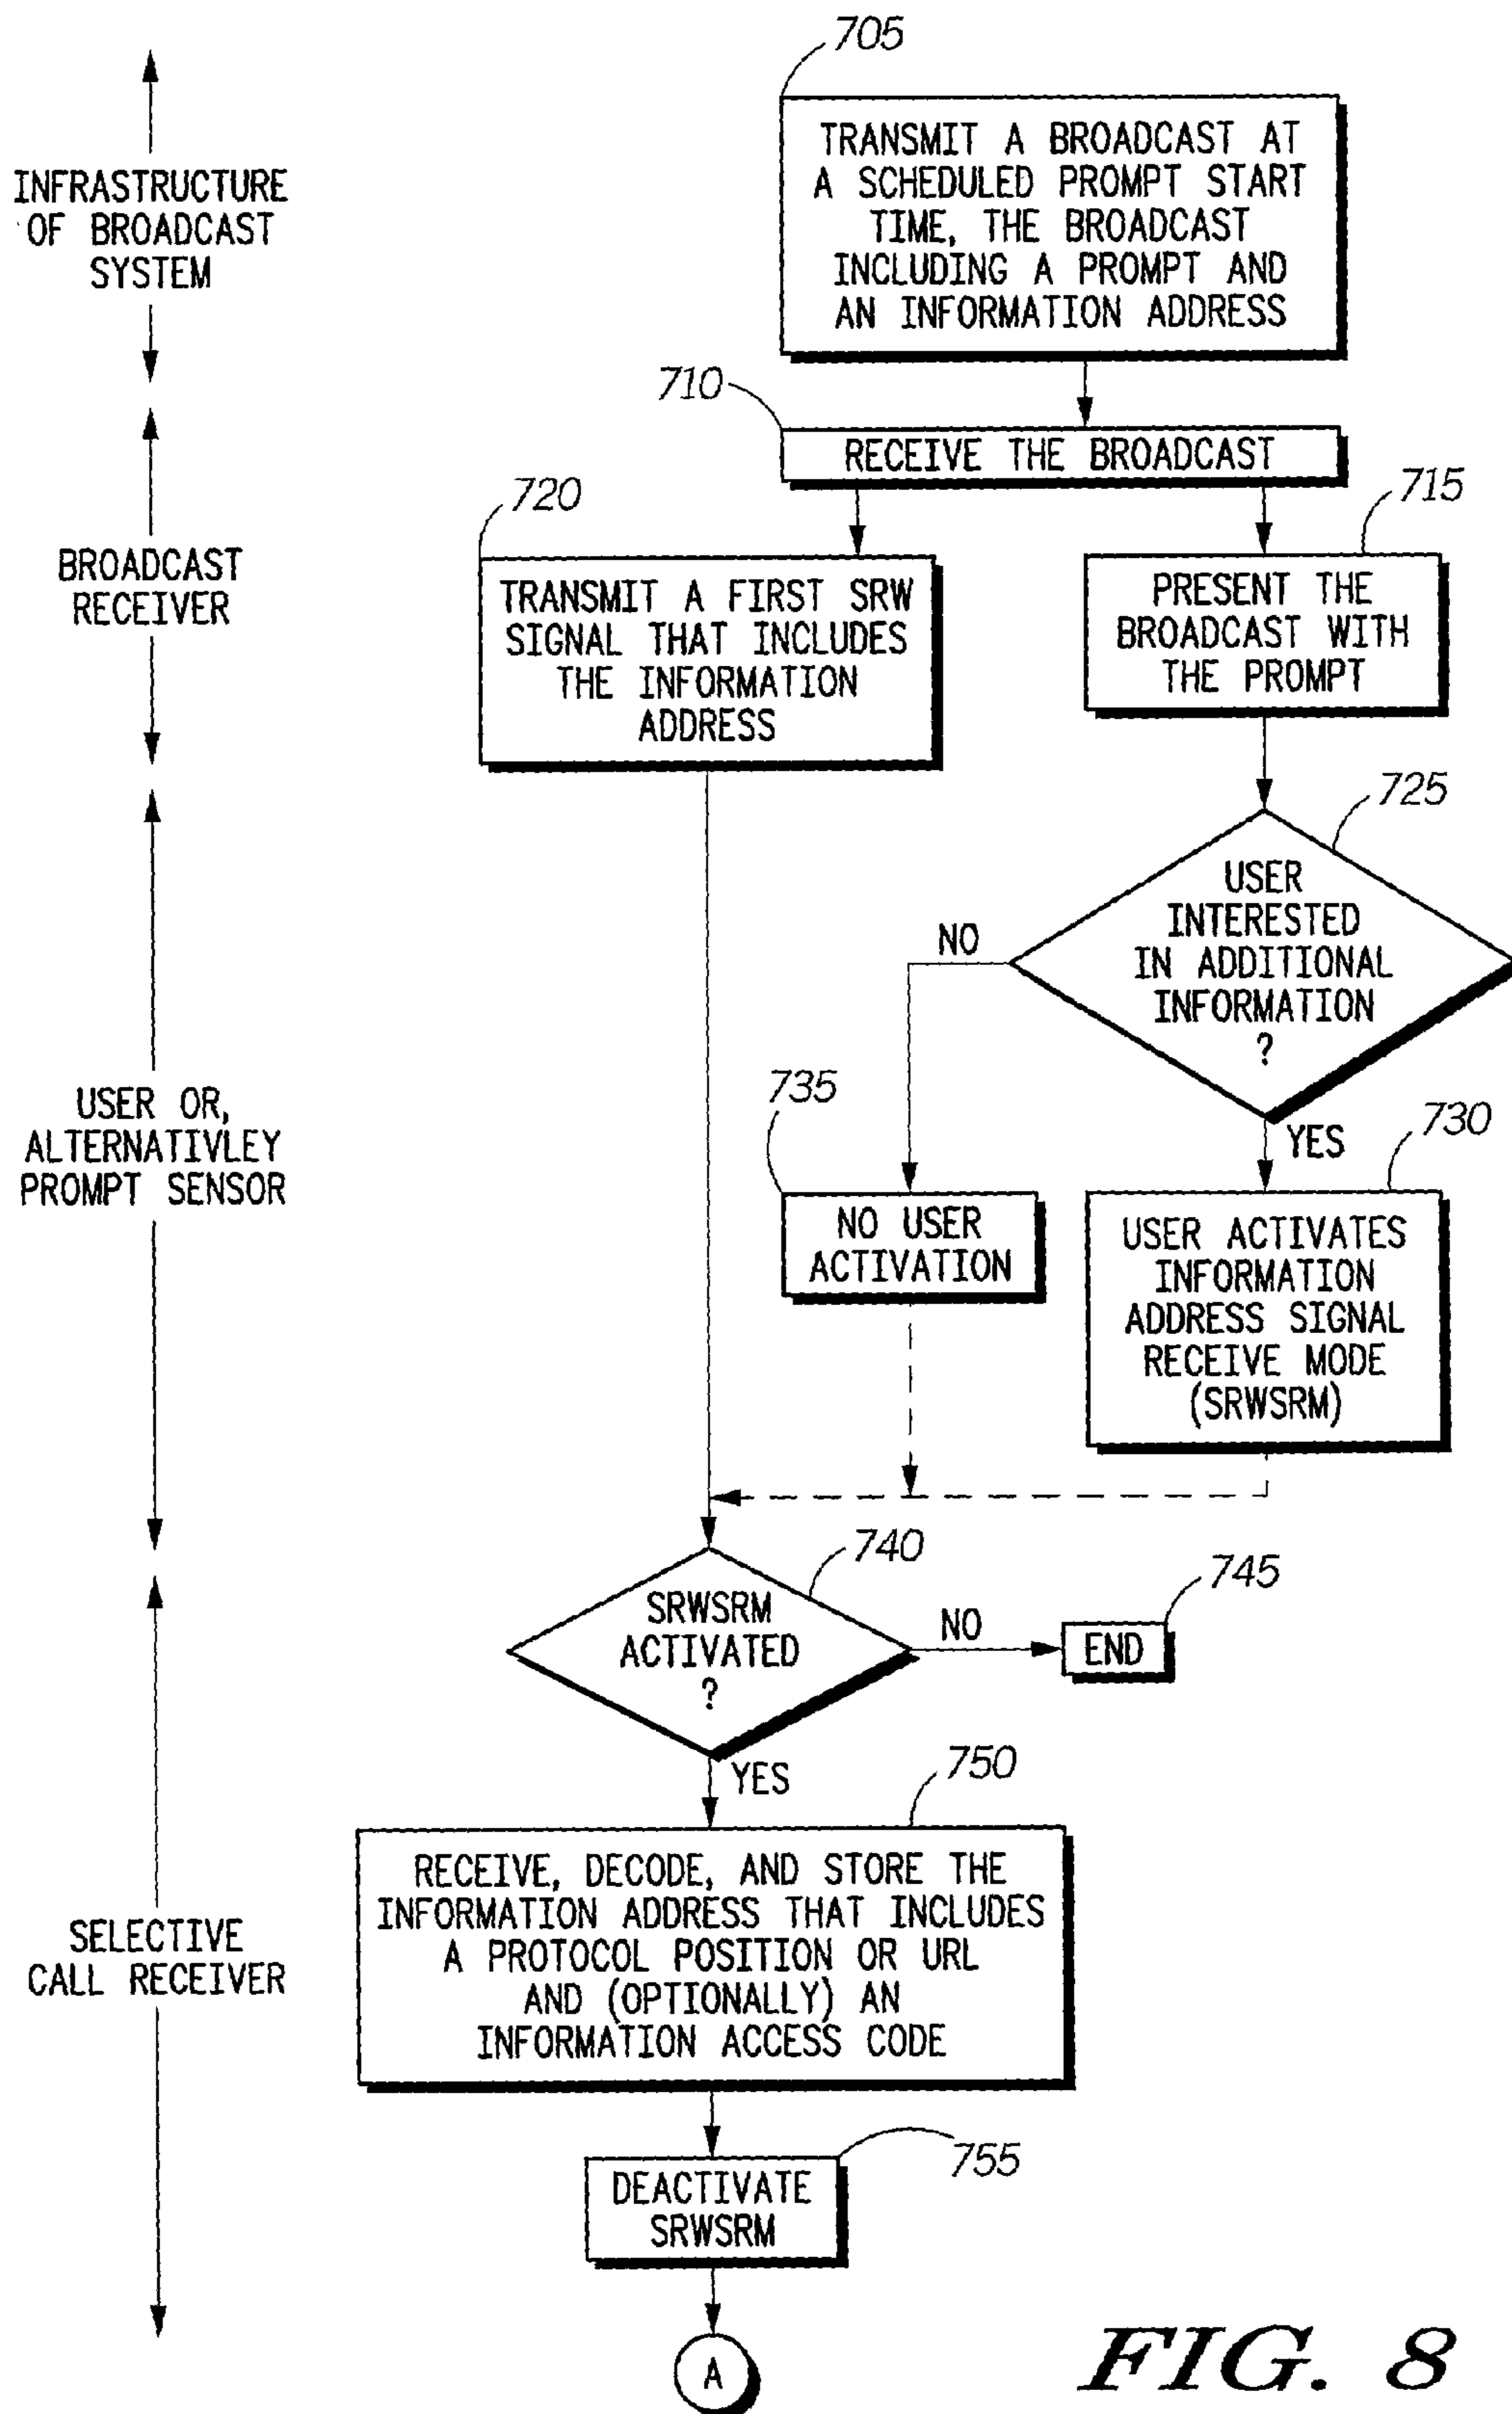 705
TRANSMIT A BROADCAST AT
A SCHEDULED PROMPT START
TIME, THE BROADCAST
INCLUDING A PROMPT AND
AN INFORMATION ADDRESS
INFRASTRUCTURE
OF BROADCAST
SYSTEM
710
RECEIVE THE BROADCAST
BROADCAST
RECEIVER
720
TRANSMIT A FIRST SRW
SIGNAL THAT INCLUDES
THE INFORMATION
ADDRESS
715
PRESENT THE
BROADCAST WITH
THE PROMPT
725
USER
INTERESTED
IN ADDITIONAL
INFORMATION
?
NO
YES
USER OR,
ALTERNATIVLEY
PROMPT SENSOR
735
NO USER
ACTIVATION
730
USER ACTIVATES
INFORMATION
ADDRESS SIGNAL
RECEIVE MODE
(SRWSRM)
740
SRWSRM
ACTIVATED
?
NO
745
END
YES
750
RECEIVE, DECODE, AND STORE THE
INFORMATION ADDRESS THAT INCLUDES
A PROTOCOL POSITION OR URL
AND (OPTIONALLY) AN
INFORMATION ACCESS CODE
SELECTIVE
CALL RECEIVER
755
DEACTIVATE
SRWSRM
A
FIG. 8